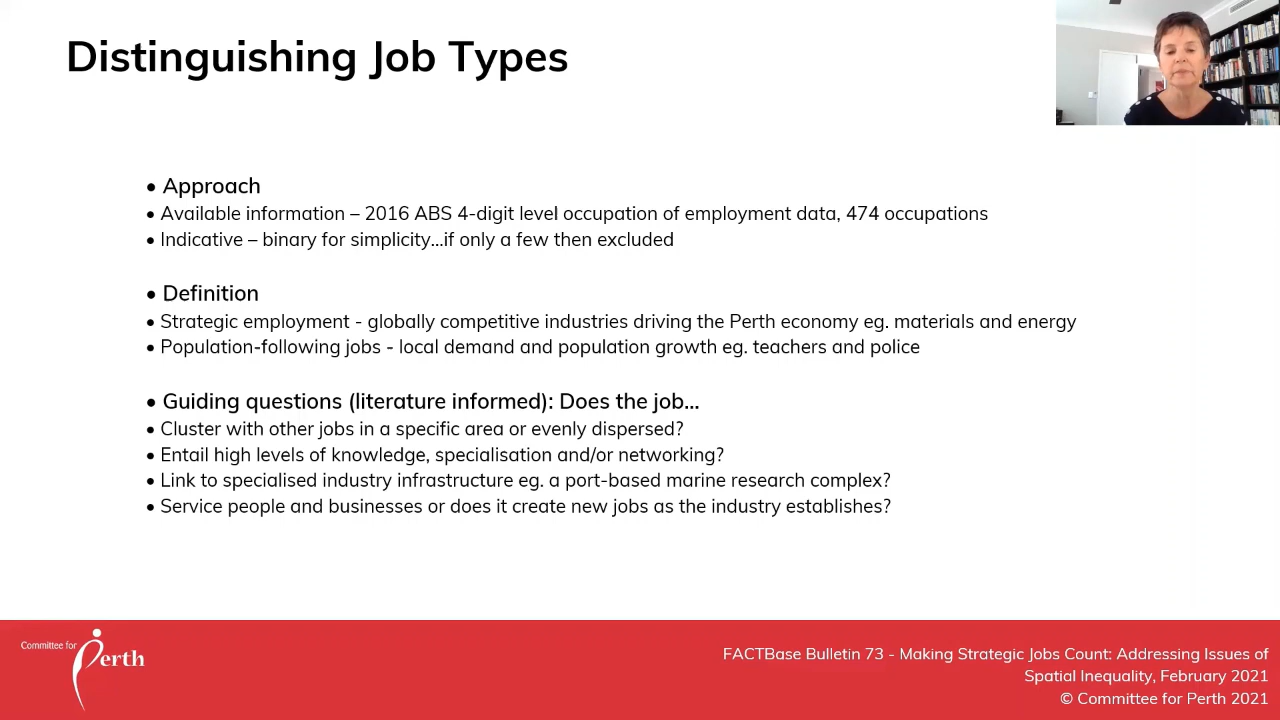 Distinguishing Job Types
• Approach
• Available information – 2016 ABS 4-digit level occupation of employment data, 474 occupations
• Indicative – binary for simplicity...if only a few then excluded
• Definition
• Strategic employment - globally competitive industries driving the Perth economy eg. materials and energy
• Population-following jobs - local demand and population growth eg. teachers and police
• Guiding questions (literature informed): Does the job...
• Cluster with other jobs in a specific area or evenly dispersed?
• Entail high levels of knowledge, specialisation and/or networking?
• Link to specialised industry infrastructure eg. a port-based marine research complex?
• Service people and businesses or does it create new jobs as the industry establishes?
Committee for
Perth
FACTBase Bulletin 73 - Making Strategic Jobs Count: Addressing Issues of
Spatial Inequality, February 2021
© Committee for Perth 2021